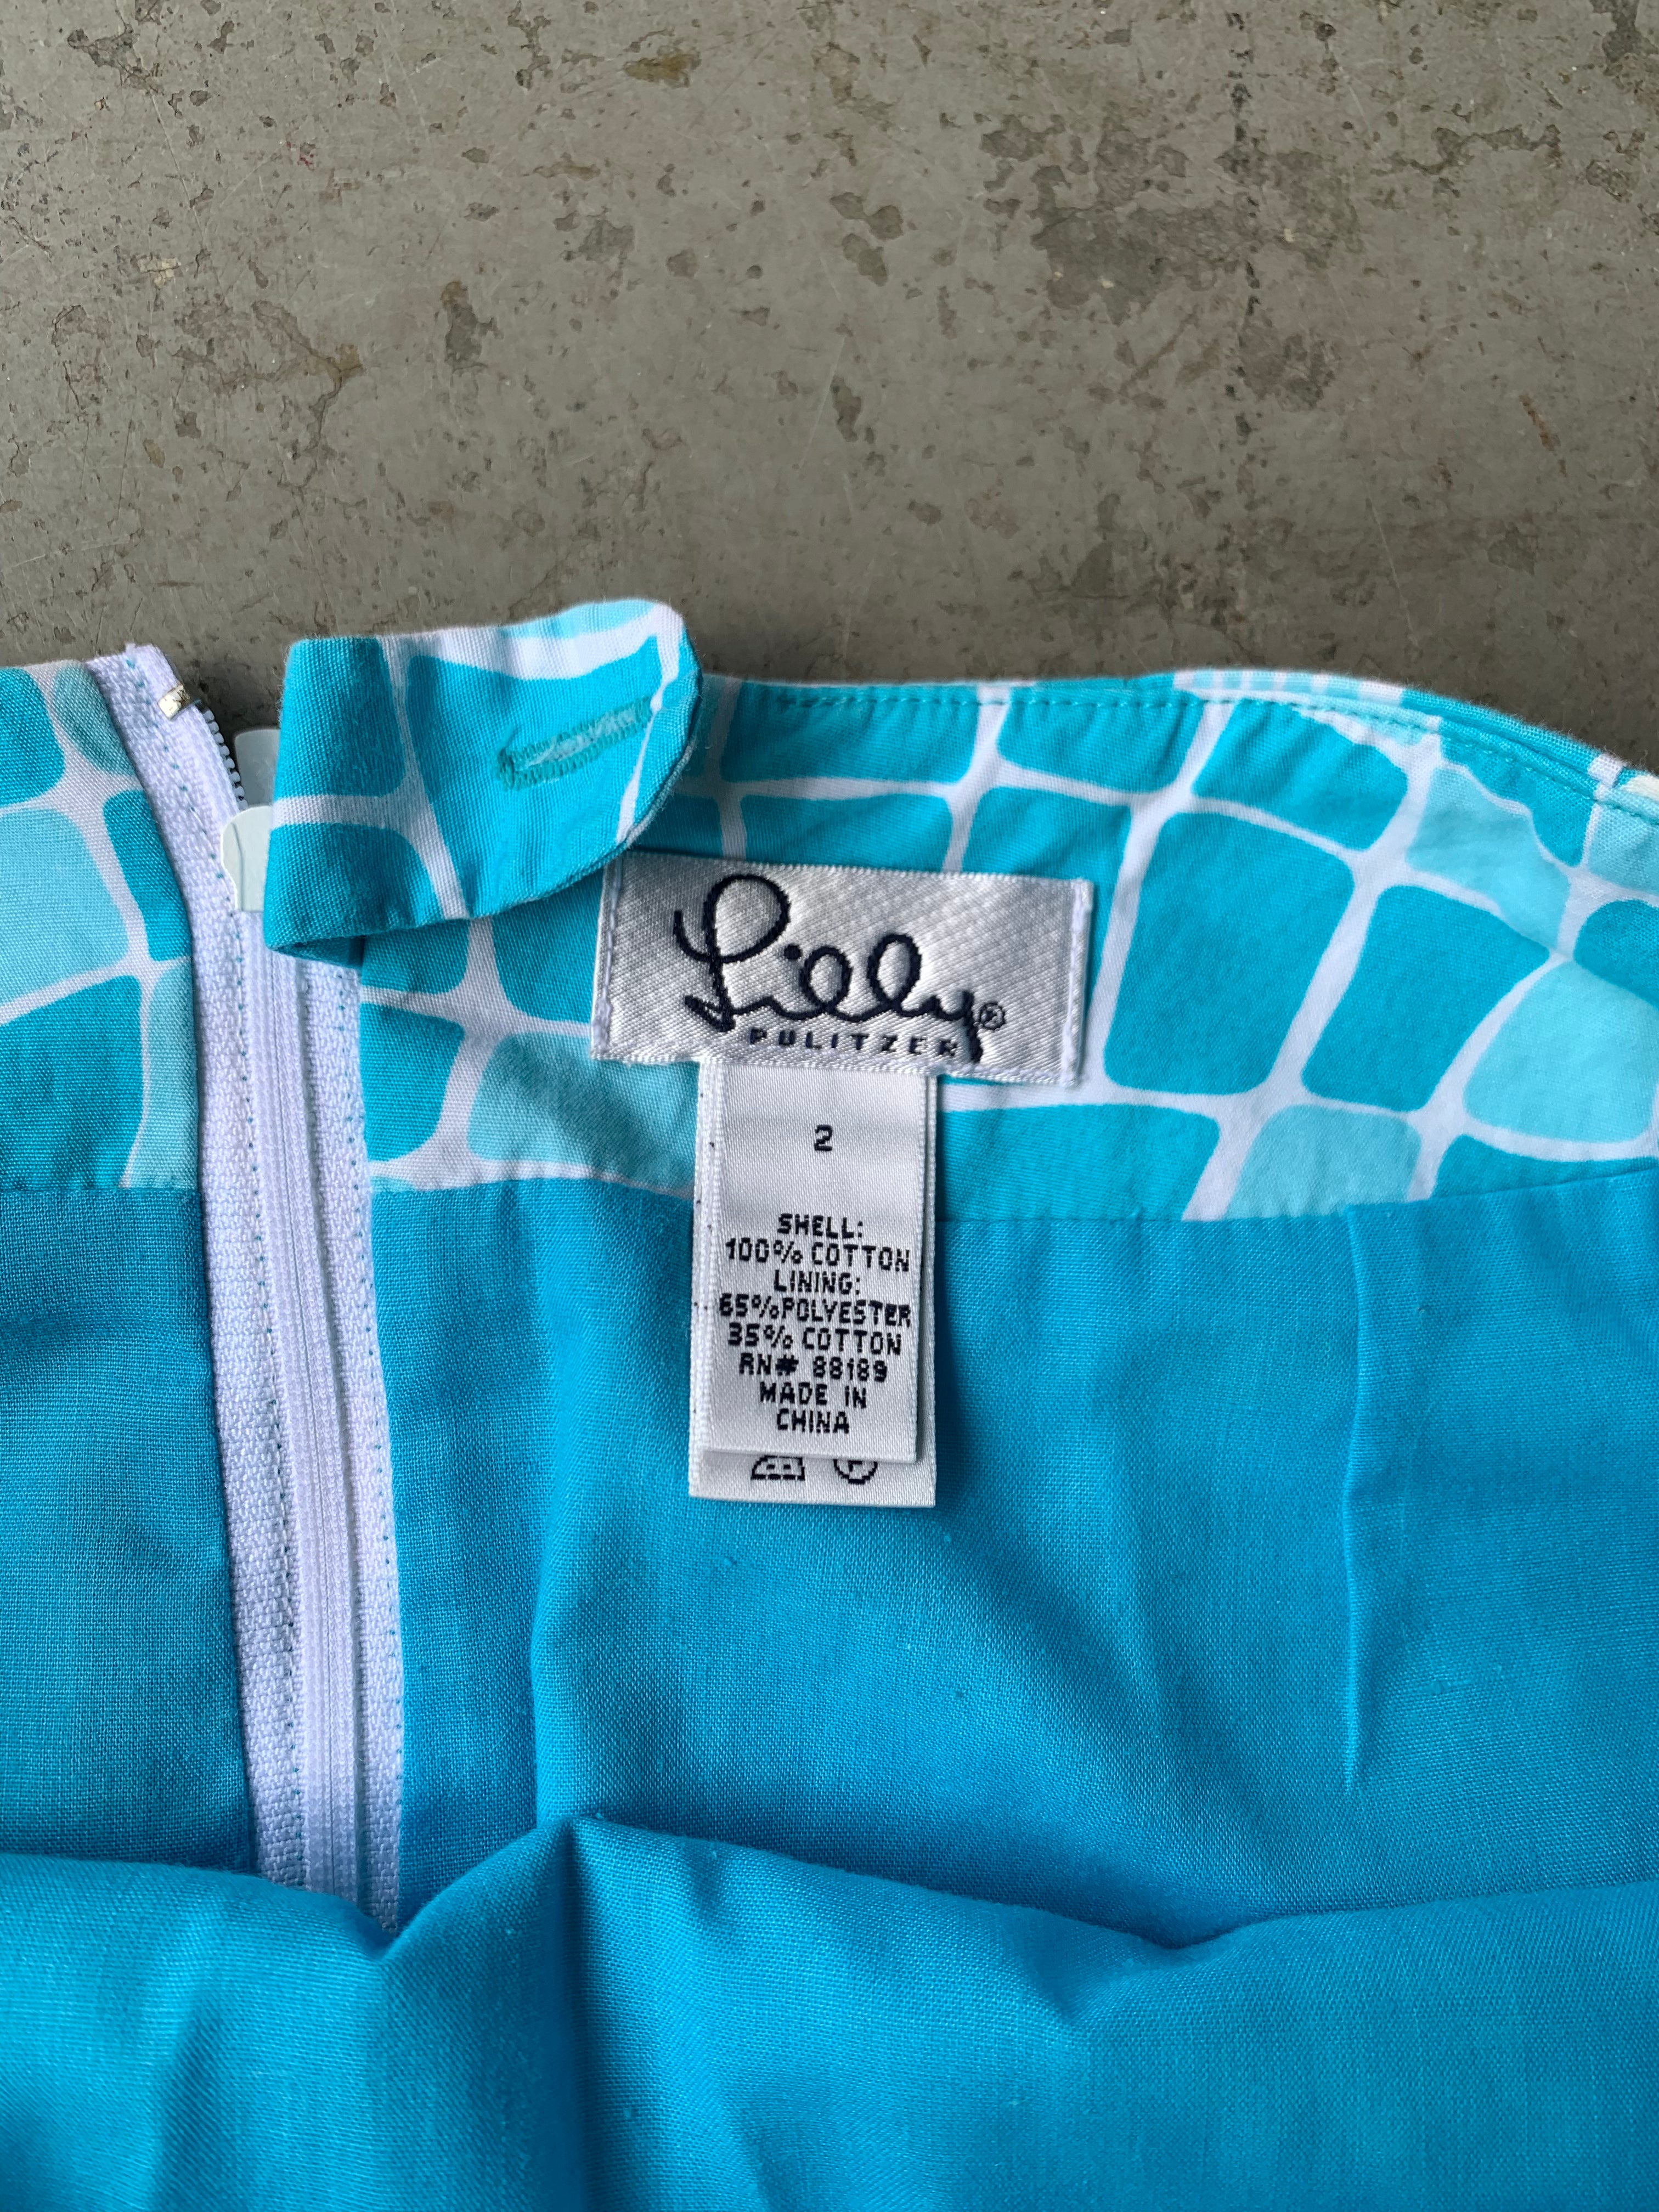 Lilly®
PULITZER
2
SHELL:
100% COTTON
LINING:
65%POLYESTER
35% COTTON
RN# 88189
MADE IN
CHINA